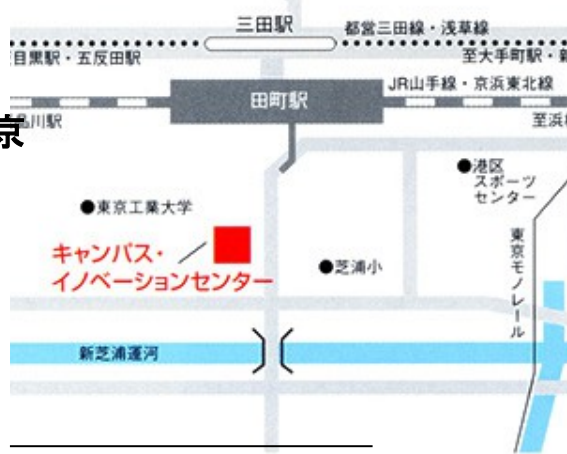 三田駅
都営三田線・浅草線
目黒駅・五反田駅
至大手町駅・新
JR山手線・京浜東北線
田町駅
品川駅
至浜
京
●港区
スポーツ
センター
●東京工業大学
キャンパス・
イノベーションセンター
●芝浦小
東京モノレール
新芝浦運河